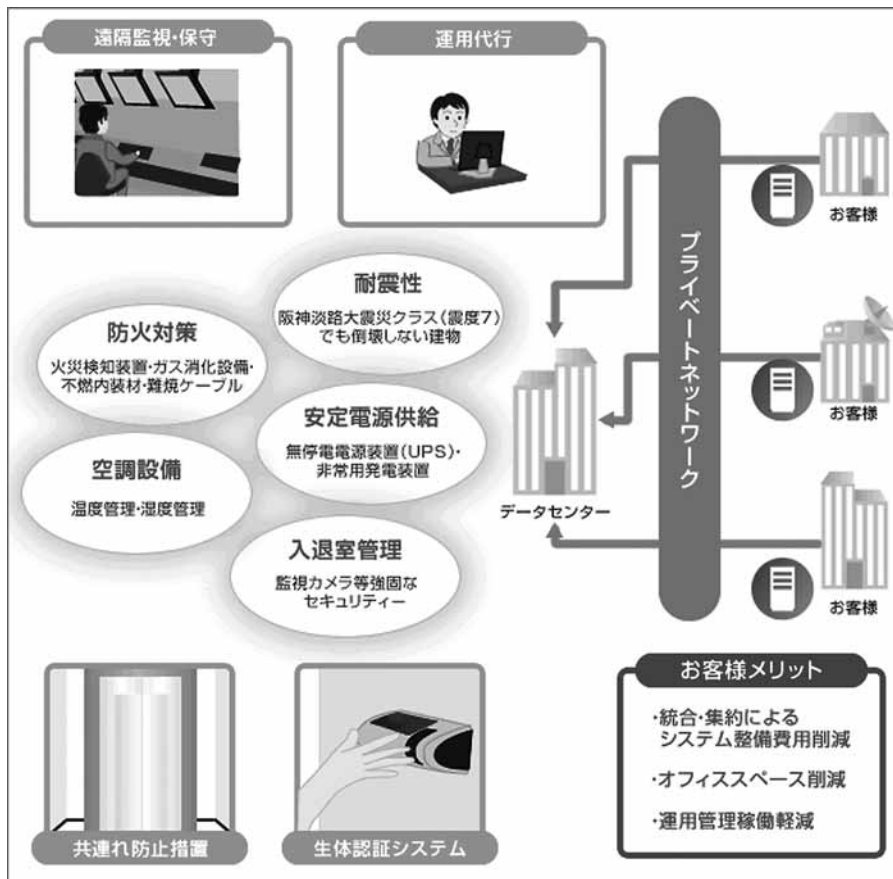 遠隔監視・保守
運用代行
耐震性
阪神淡路大震災クラス(震度7)
でも倒壊しない建物
防火対策
火災検知装置・ガス消化設備・
不燃内装材・難焼ケーブル
安定電源供給
無停電電源装置(UPS)・
非常用発電装置
空調設備
温度管理・湿度管理
入退室管理
監視カメラ等強固な
セキュリティー
データセンター
プライベートネットワーク
お客様
お客様
お客様
共連れ防止措置
生体認証システム
お客様メリット
・統合・集約による
システム整備費用削減
・オフィススペース削減
・運用管理稼働軽減